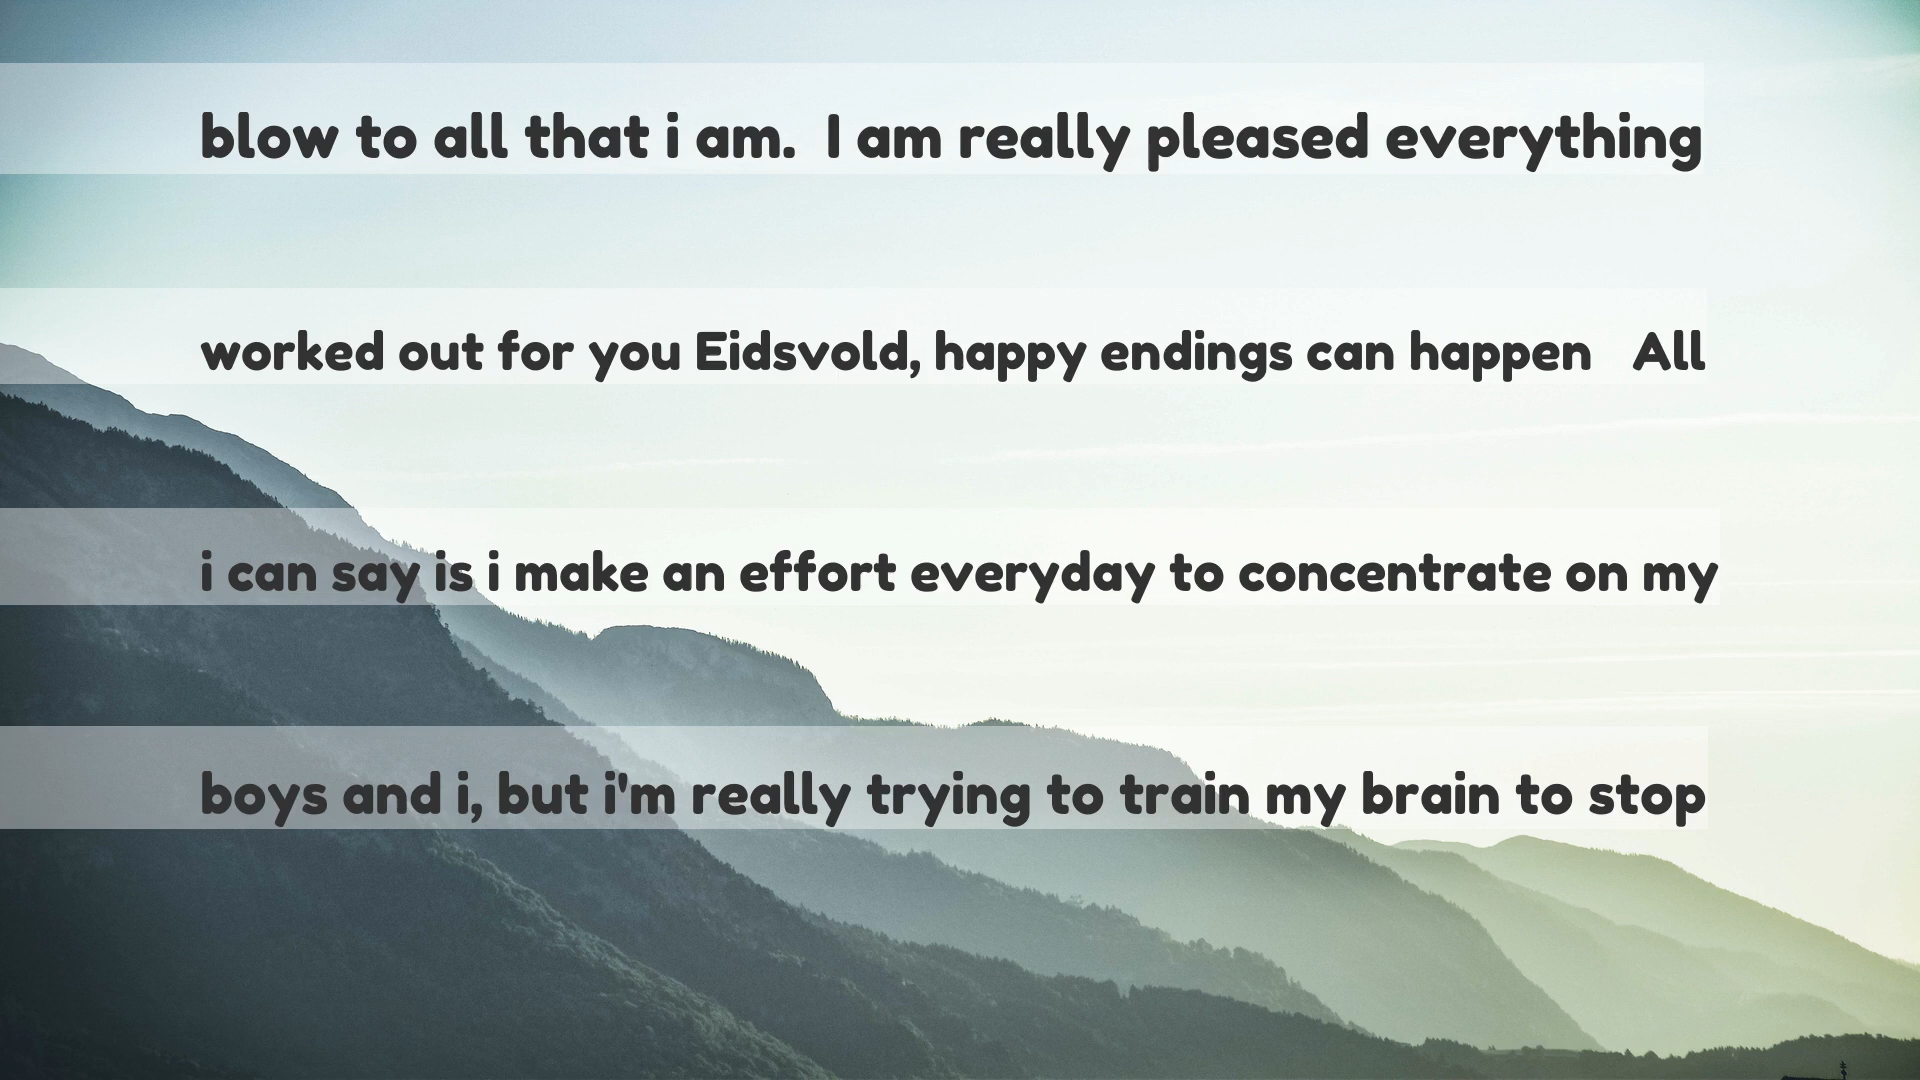 blow to all that i am.  I am really pleased everything
worked out for you Eidsvold, happy endings can happen   All
i can say is i make an effort everyday to concentrate on my
boys and i, but i'm really trying to train my brain to stop